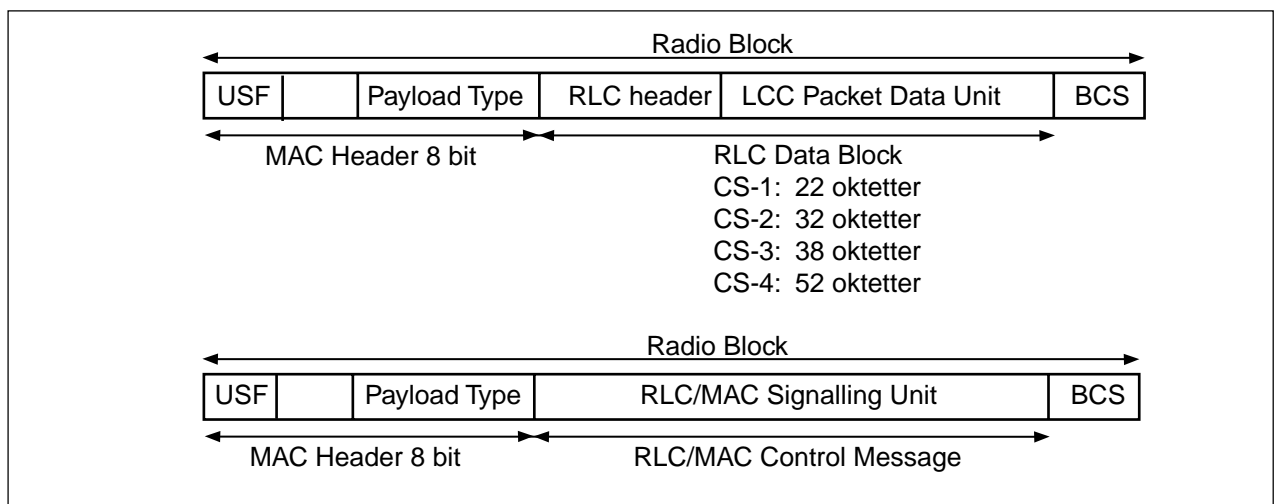 Radio Block
USF Payload Type RLC header LCC Packet Data Unit BCS
MAC Header 8 bit RLC Data Block
CS-1: 22 oktetter
CS-2: 32 oktetter
CS-3: 38 oktetter
CS-4: 52 oktetter
Radio Block
USF Payload Type RLC/MAC Signalling Unit BCS
MAC Header 8 bit RLC/MAC Control Message